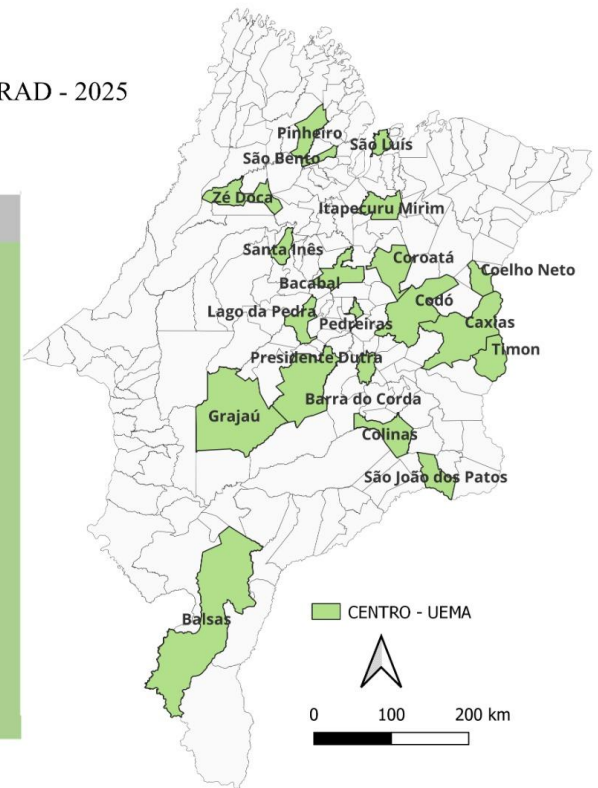 RAD - 2025
Pinheiro
São Luís
São Bento
Zé Doca
Itapecuru Mirim
Santa Inês
Coroatá
Coelho Neto
Bacabal
Codó
Lago da Pedra
Pedreiras
Caxias
Timon
Presidente Dutra
Barra do Corda
Grajaú
Colinas
São João dos Patos
Balsas
CENTRO - UEMA
0 100 200 km